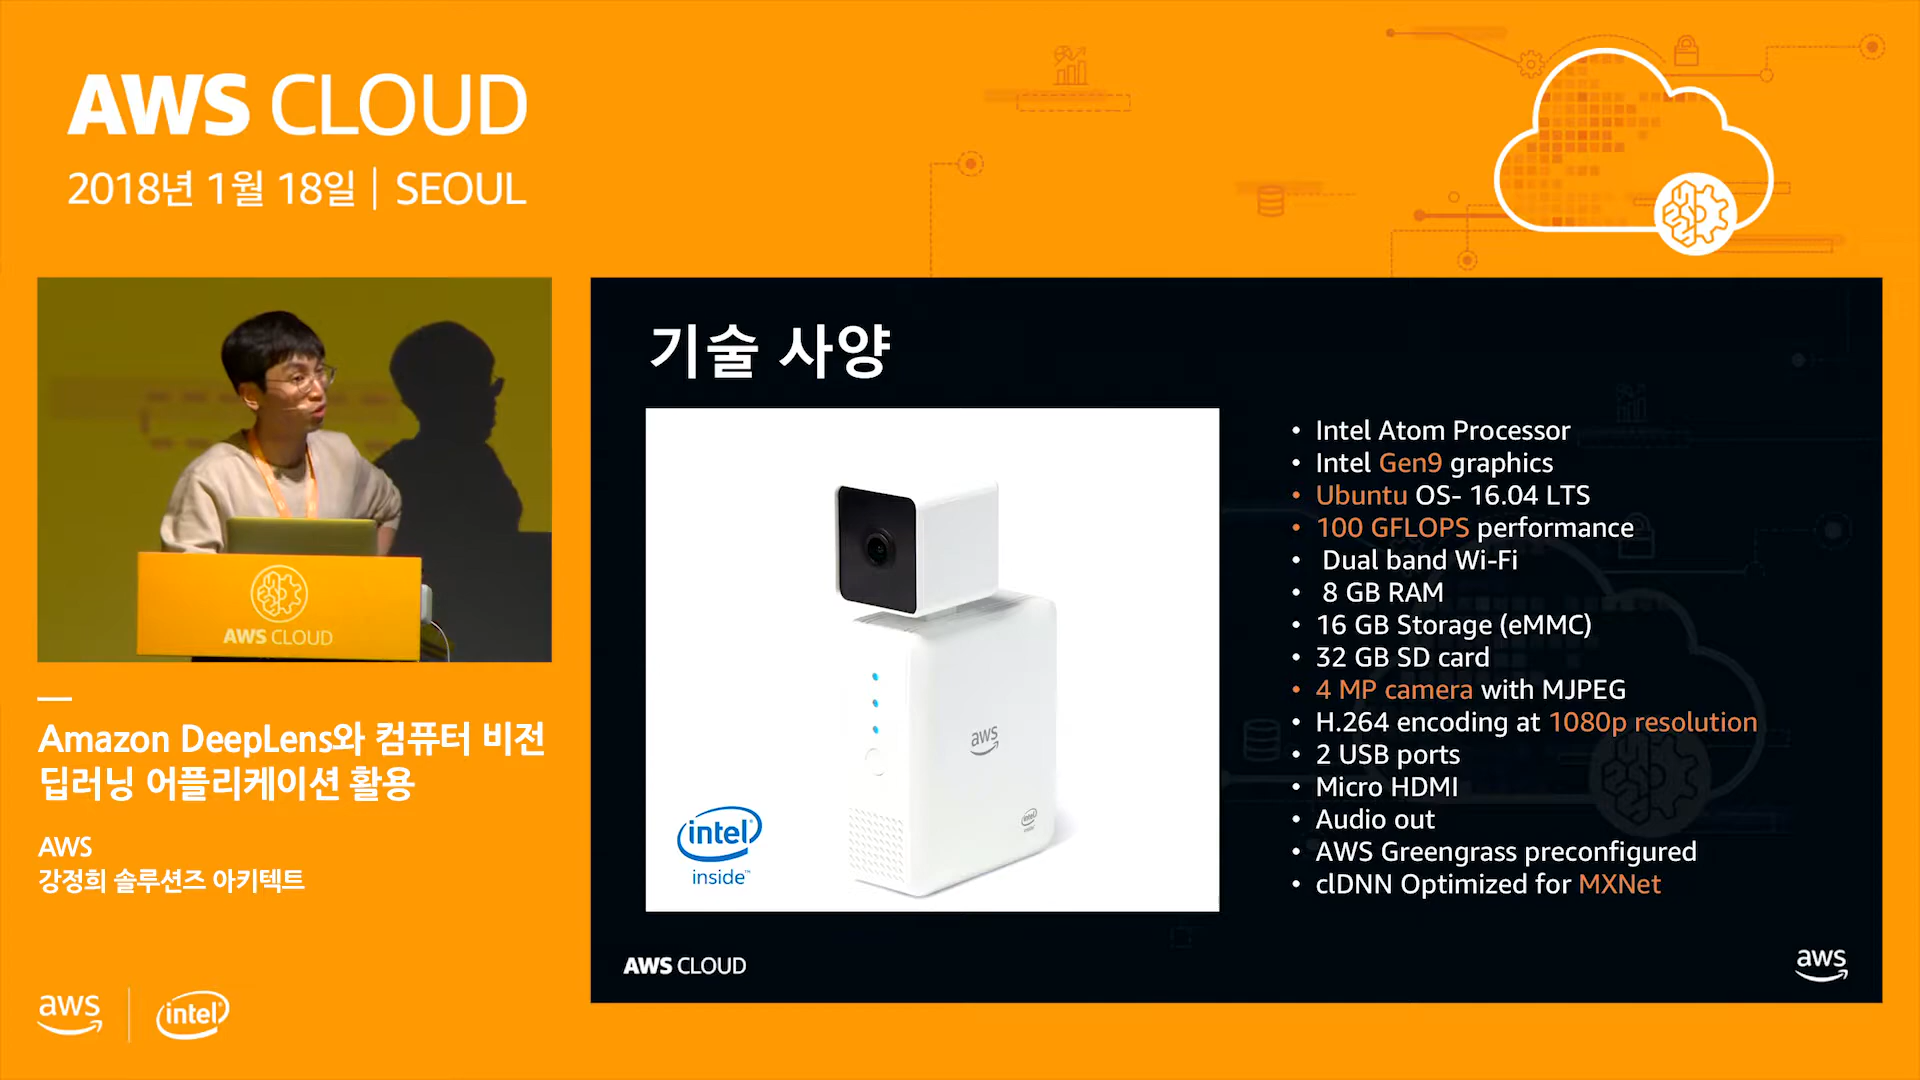 AWS CLOUD
2018년 1월 18일 | SEOUL
AWS CLOUD
Amazon DeepLens와 컴퓨터 비전
딥러닝 어플리케이션 활용
AWS
강정희 솔루션즈 아키텍트
aws
intel
기술 사양
aws
intel inside
intel
inside™
• Intel Atom Processor
• Intel Gen9 graphics
• Ubuntu OS- 16.04 LTS
• 100 GFLOPS performance
• Dual band Wi-Fi
• 8 GB RAM
• 16 GB Storage (eMMC)
• 32 GB SD card
• 4 MP camera with MJPEG
• H.264 encoding at 1080p resolution
• 2 USB ports
• Micro HDMI
• Audio out
• AWS Greengrass preconfigured
• clDNN Optimized for MXNet
AWS CLOUD
aws